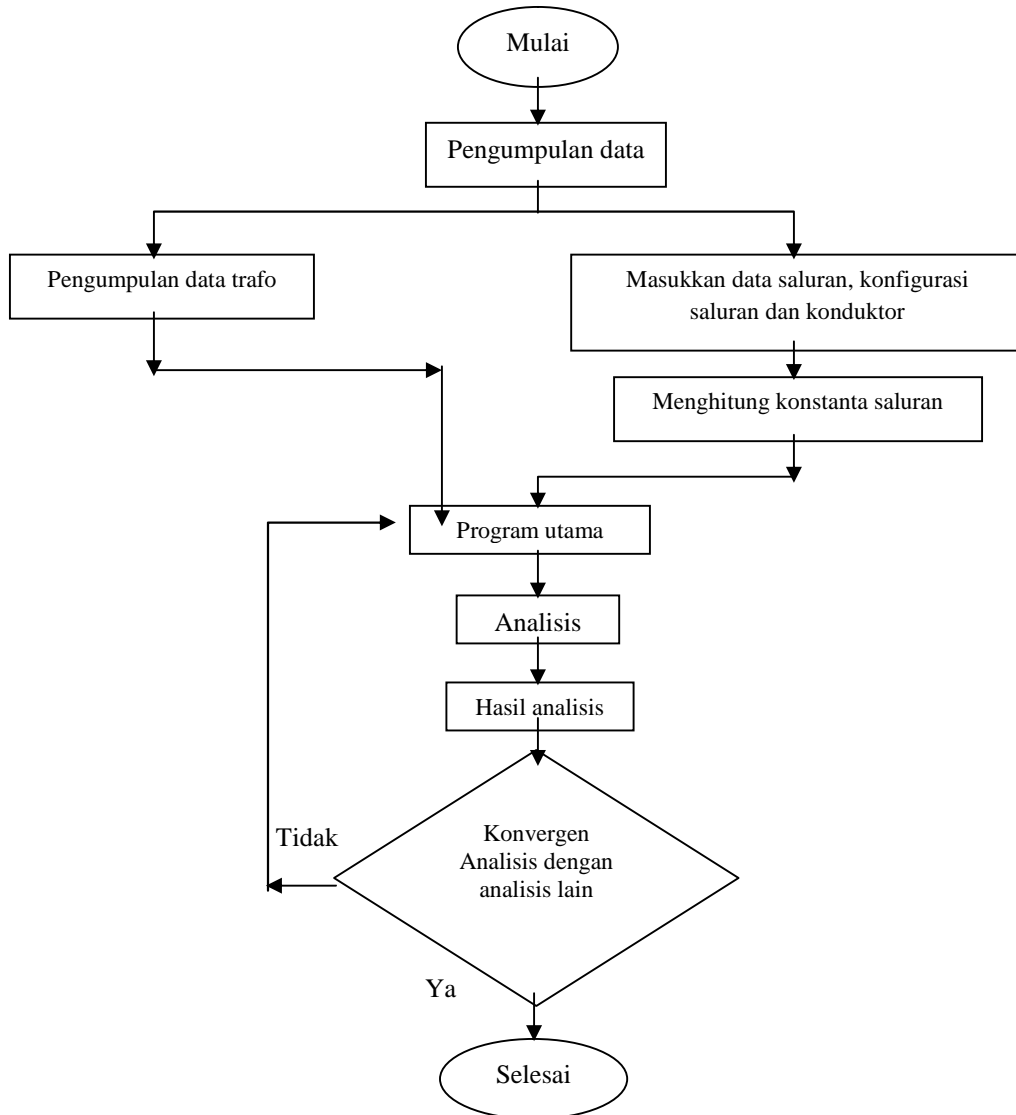 Mulai
Pengumpulan data
Pengumpulan data trafo
Masukkan data saluran, konfigurasi
saluran dan konduktor
Menghitung konstanta saluran
Program utama
Analisis
Hasil analisis
Tidak
Konvergen
Analisis dengan
analisis lain
Ya
Selesai